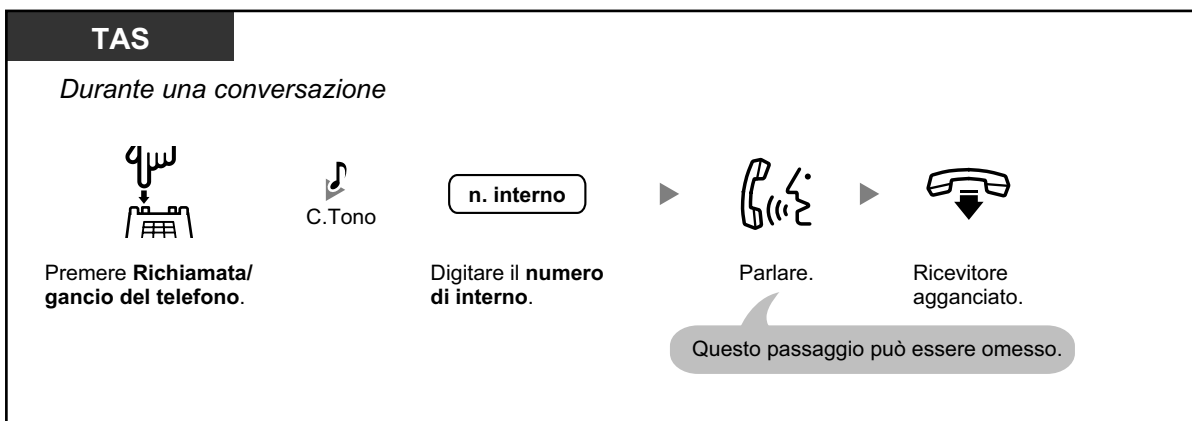 TAS
Durante una conversazione
C.Tono
n. interno
Premere Richiamata/
gancio del telefono.
Digitare il numero
di interno.
Parlare.
Ricevitore
agganciato.
Questo passaggio può essere omesso.